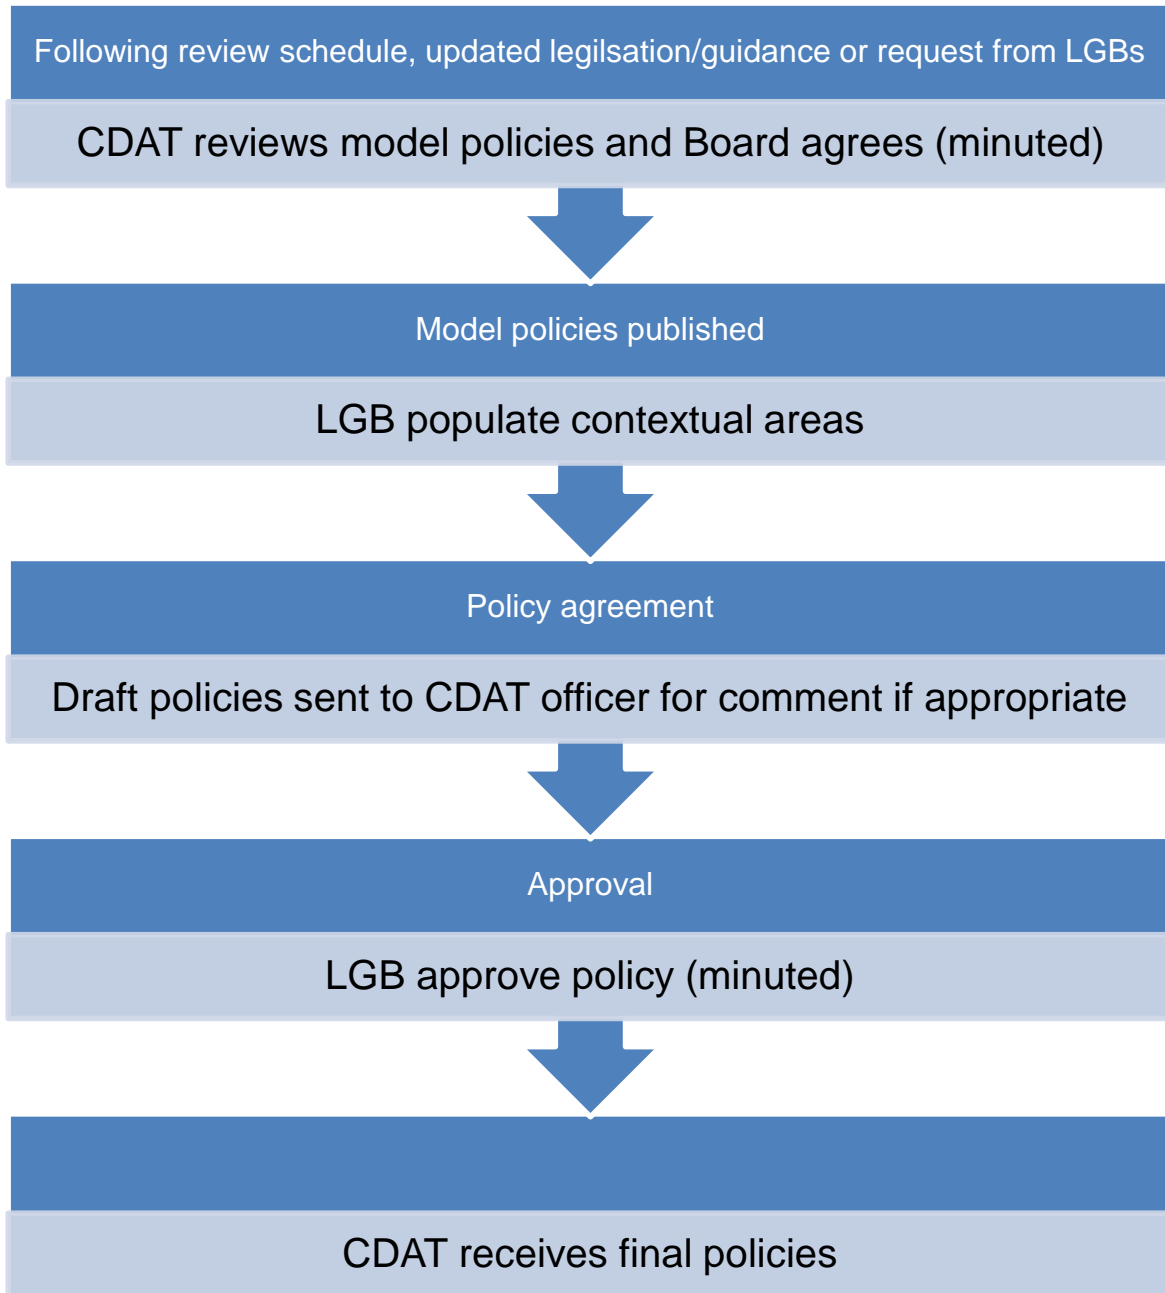 Following review schedule, updated legilsation/guidance or request from LGBs
CDAT reviews model policies and Board agrees (minuted)
Model policies published
LGB populate contextual areas
Policy agreement
Draft policies sent to CDAT officer for comment if appropriate
Approval
LGB approve policy (minuted)
CDAT receives final policies